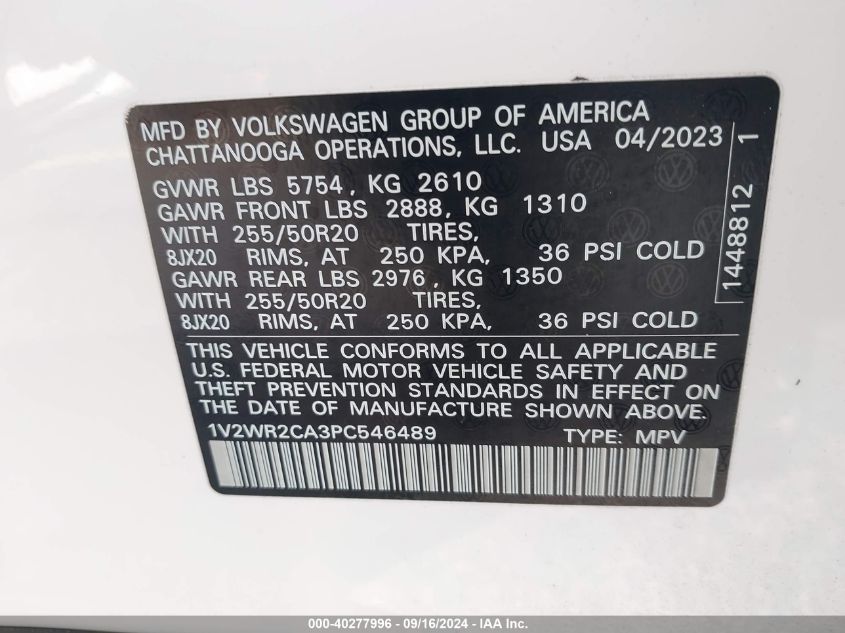 MFD BY VOLKSWAGEN GROUP OF AMERICA
CHATTANOOGA OPERATIONS, LLC. USA 04/2023
GVWR LBS 5754, KG 2610
GAWR FRONT LBS 2888, KG 1310
WITH 255/50R20 TIRES,
8JX20 RIMS, AT 250 KPA, 36 PSI COLD
GAWR REAR LBS 2976, KG 1350
WITH 255/50R20 TIRES,
8JX20 RIMS, AT 250 KPA, 36 PSI COLD
1448812 1
THIS VEHICLE CONFORMS TO ALL APPLICABLE
U.S. FEDERAL MOTOR VEHICLE SAFETY AND
THEFT PREVENTION STANDARDS IN EFFECT ON
THE DATE OF MANUFACTURE SHOWN ABOVE.
1V2WR2CA3PC546489 TYPE: MPV
000-40277996 - 09/16/2024 - IAA Inc.